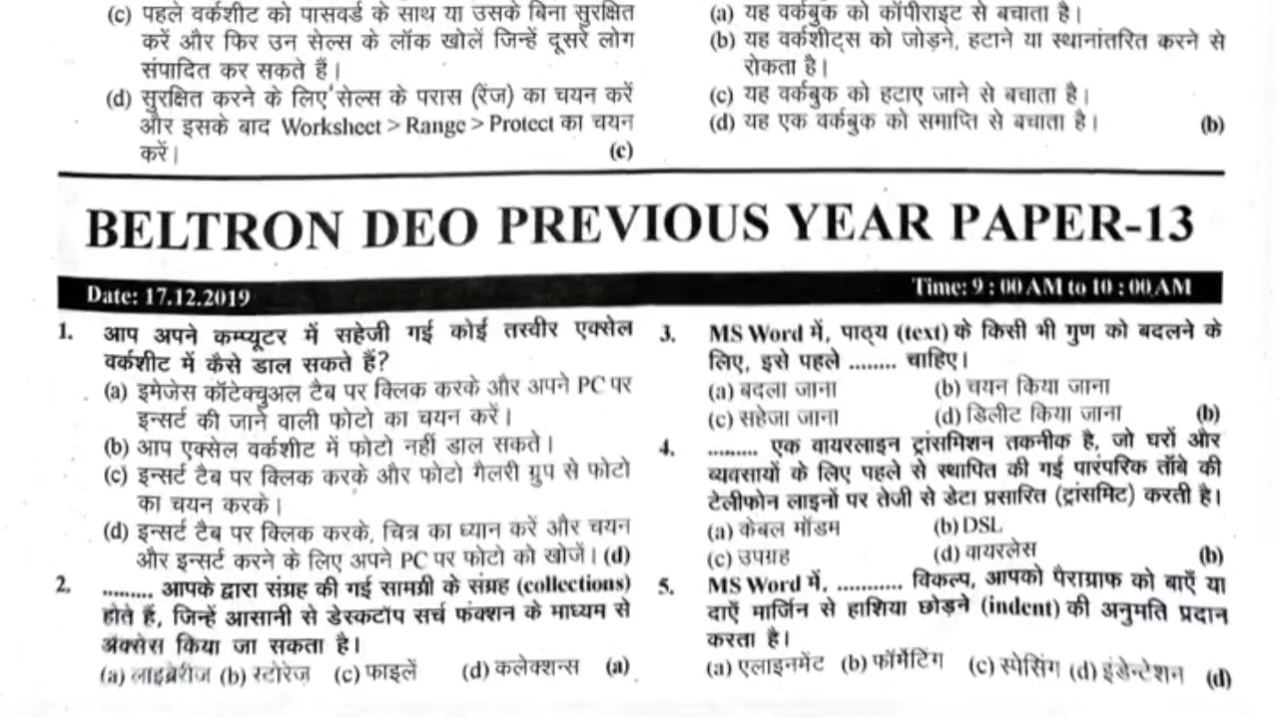 (c) पहले वर्कशीट को पासवर्ड के साथ या उसके बिना सुरक्षित
करें और फिर उन सेल्स के लॉक खोलें जिन्हें दूसरे लोग
संपादित कर सकते हैं।
(d) सुरक्षित करने के लिए सेल्स के परास (रेंज) का चयन करें
और इसके बाद Worksheet > Range > Protect का चयन
करें। (c)
(a) यह वर्कबुक को कॉपीराइट से बचाता है।
(b) यह वर्कशीट्स को जोड़ने, हटाने या स्थानांतरित करने से
रोकता है।
(c) यह वर्कबुक को हटाए जाने से बचाता है।
(d) यह एक वर्कबुक को समाप्ति से बचाता है। (b)
BELTRON DEO PREVIOUS YEAR PAPER-13
Date: 17.12.2019 Time: 9 : 00 AM to 10 : 00 AM
1. आप अपने कम्प्यूटर में सहेजी गई कोई तस्वीर एक्सेल
वर्कशीट में कैसे डाल सकते हैं?
(a) इमेजेस कॉटेक्चुअल टैब पर क्लिक करके और अपने PC पर
इन्सर्ट की जाने वाली फोटो का चयन करें।
(b) आप एक्सेल वर्कशीट में फोटो नहीं डाल सकते।
(c) इन्सर्ट टैब पर क्लिक करके और फोटो गैलरी ग्रुप से फोटो
का चयन करके।
(d) इन्सर्ट टैब पर क्लिक करके, चित्र का ध्यान करें और चयन
और इन्सर्ट करने के लिए अपने PC पर फोटो को खोजें। (d)
2. ......... आपके द्वारा संग्रह की गई सामग्री के संग्रह (collections)
होते हैं, जिन्हें आसानी से डेस्कटॉप सर्च फंक्शन के माध्यम से
अक्सेस किया जा सकता है।
(a) लाइब्रेरीज (b) स्टोरेज (c) फाइलें (d) कलेक्शन्स (a)
3. MS Word में, पाठ्य (text) के किसी भी गुण को बदलने के
लिए, इसे पहले ........ चाहिए।
(a) बदला जाना (b) चयन किया जाना
(c) सहेजा जाना (d) डिलीट किया जाना (b)
4. ......... एक वायरलाइन ट्रांसमिशन तकनीक है, जो घरों और
व्यवसायों के लिए पहले से स्थापित की गई पारंपरिक ताँबे की
टेलीफोन लाइनों पर तेजी से डेटा प्रसारित (ट्रांसमिट) करती है।
(a) केबल मॉडम (b) DSL
(c) उपग्रह (d) वायरलेस (b)
5. MS Word में, ............ विकल्प, आपको पैराग्राफ को बाएँ या
दाएँ मार्जिन से हाशिया छोड़ने (indent) की अनुमति प्रदान
करता है।
(a) एलाइनमेंट (b) फॉर्मेटिंग (c) स्पेसिंग (d) इंडेन्टेशन (d)